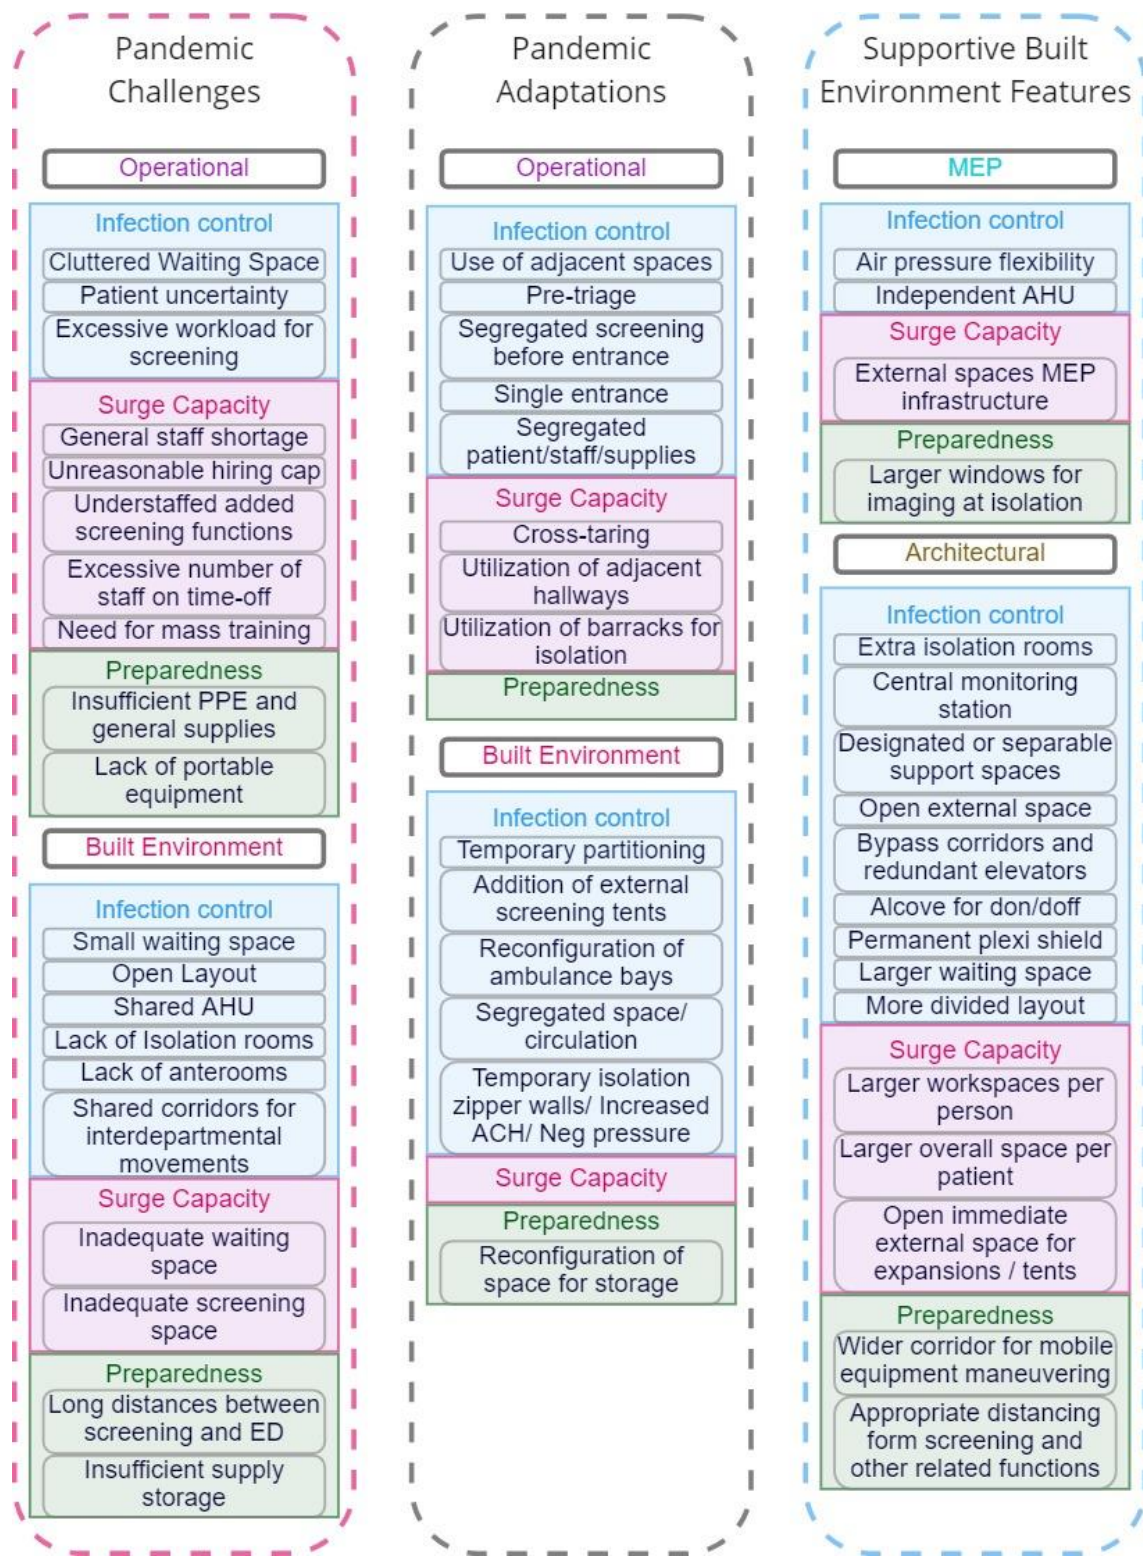 Pandemic
Challenges
Operational
Infection control
Cluttered Waiting Space
Patient uncertainty
Excessive workload for
screening
Surge Capacity
General staff shortage
Unreasonable hiring cap
Understaffed added
screening functions
Excessive number of
staff on time-off
Need for mass training
Preparedness
Insufficient PPE and
general supplies
Lack of portable
equipment
Built Environment
Infection control
Small waiting space
Open Layout
Shared AHU
Lack of Isolation rooms
Lack of anterooms
Shared corridors for
interdepartmental
movements
Surge Capacity
Inadequate waiting
space
Inadequate screening
space
Preparedness
Long distances between
screening and ED
Insufficient supply
storage
Pandemic
Adaptations
Operational
Infection control
Use of adjacent spaces
Pre-triage
Segregated screening
before entrance
Single entrance
Segregated
patient/staff/supplies
Surge Capacity
Cross-taring
Utilization of adjacent
hallways
Utilization of barracks for
isolation
Preparedness
Built Environment
Infection control
Temporary partitioning
Addition of external
screening tents
Reconfiguration of
ambulance bays
Segregated space/
circulation
Temporary isolation
zipper walls/ Increased
ACH/ Neg pressure
Surge Capacity
Preparedness
Reconfiguration of
space for storage
Supportive Built
Environment Features
MEP
Infection control
Air pressure flexibility
Independent AHU
Surge Capacity
External spaces MEP
infrastructure
Preparedness
Larger windows for
imaging at isolation
Architectural
Infection control
Extra isolation rooms
Central monitoring
station
Designated or separable
support spaces
Open external space
Bypass corridors and
redundant elevators
Alcove for don/doff
Permanent plexi shield
Larger waiting space
More divided layout
Surge Capacity
Larger workspaces per
person
Larger overall space per
patient
Open immediate
external space for
expansions / tents
Preparedness
Wider corridor for mobile
equipment maneuvering
Appropriate distancing
form screening and
other related functions